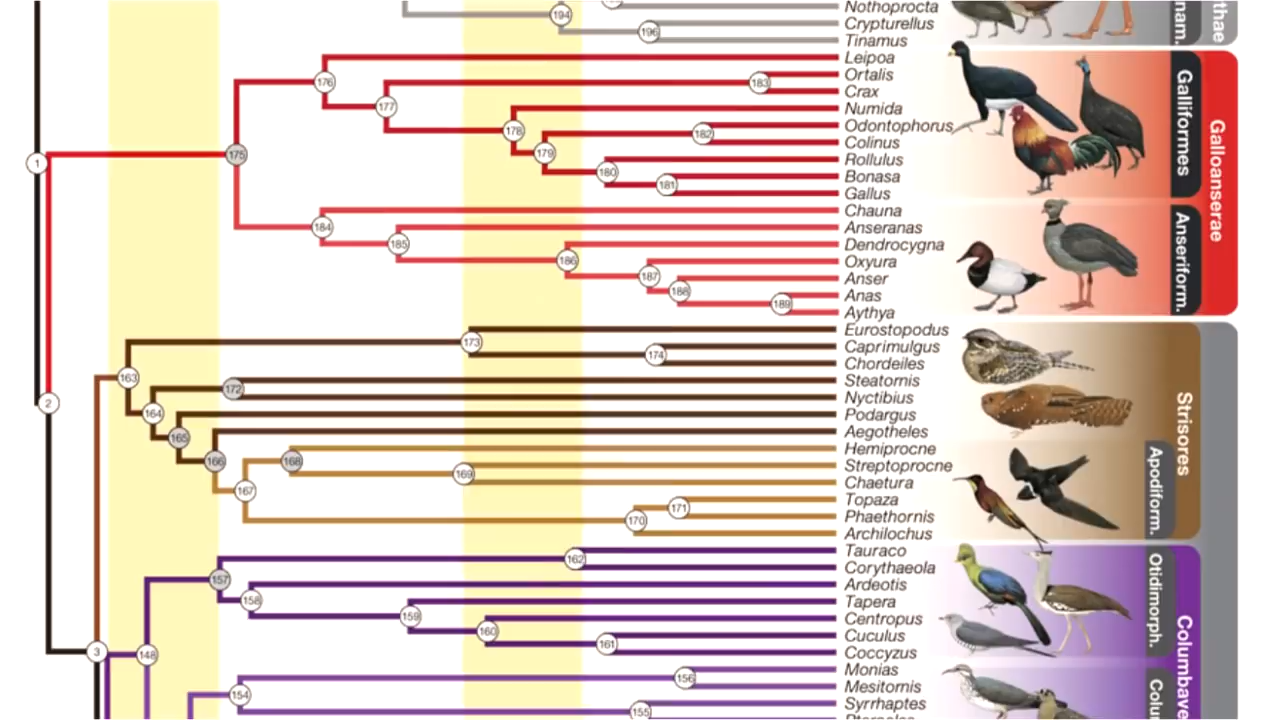 Nothoprocta
194
Crypturellus
196
Tinamus
nam.
thae
Leipoa
176
Ortalis
183
Crax
177
Numida
178
Odontophorus
182
Colinus
179
Rollulus
180
Bonasa
181
Gallus
Galliformes
Galloanserae
1
175
Chauna
184
Anseranas
185
Dendrocygna
186
Oxyura
187
Anser
188
Anas
189
Aythya
Anseriform.
Eurostopodus
173
Caprimulgus
174
Chordeiles
163
Steatornis
172
Nyctibius
2
164
Podargus
165
Aegotheles
166
Hemiprocne
168
Streptoprocne
169
Chaetura
167
Topaza
171
Phaethornis
170
Archilochus
Strisores
Apodiform.
Tauraco
162
Corythaeola
157
Ardeotis
158
Tapera
159
Centropus
160
Cuculus
161
Coccyzus
3
148
Monias
156
Mesitornis
154
Syrrhaptes
155
Otidimorph.
Columbave
Colu